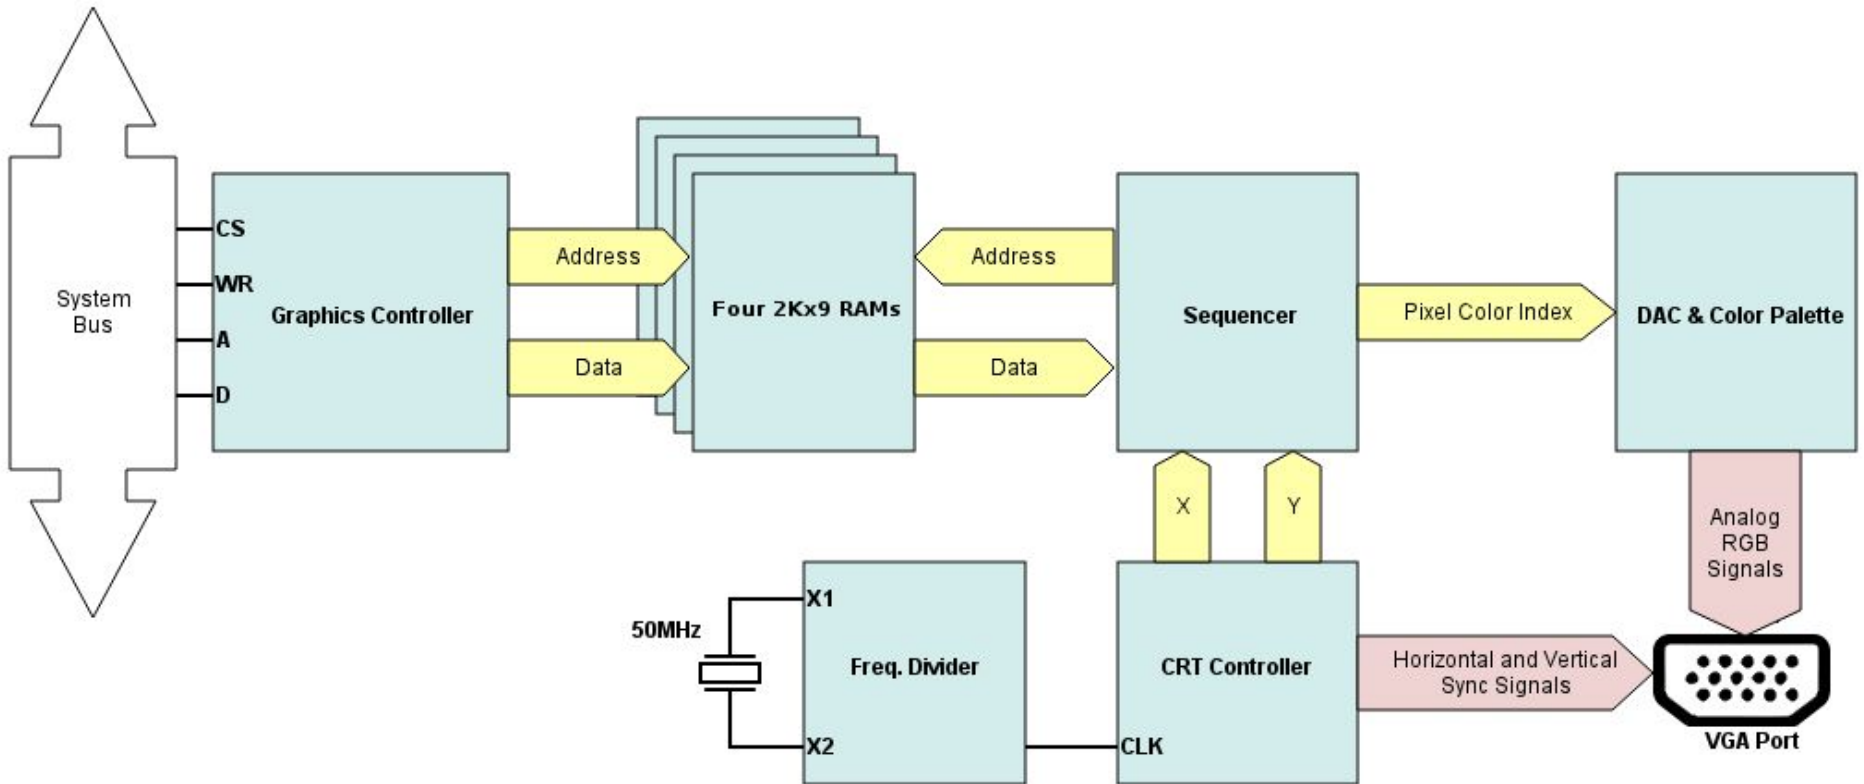 System
Bus
CS
WR
A
D
Graphics Controller
Address
Data
Four 2Kx9 RAMs
Address
Data
Sequencer
Pixel Color Index
DAC & Color Palette
X
Y
Analog
RGB
Signals
50MHz
X1
X2
Freq. Divider
CLK
CRT Controller
Horizontal and Vertical
Sync Signals
VGA Port